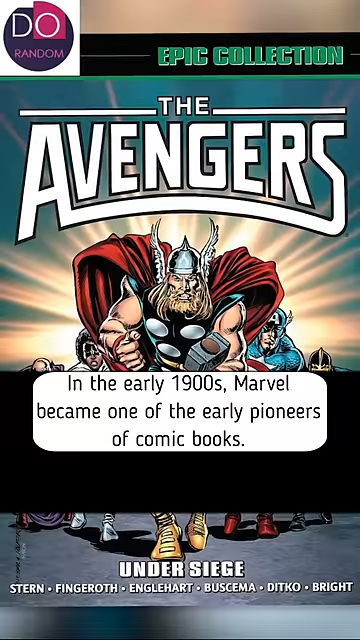 DO
RANDOM
EPIC COLLECTION
THE
AVENGERS
In the early 1900s, Marvel
became one of the early pioneers
of comic books.
UNDER SIEGE
STERN • FINGEROTH • ENGLEHART • BUSCEMA • DITKO • BRIGHT